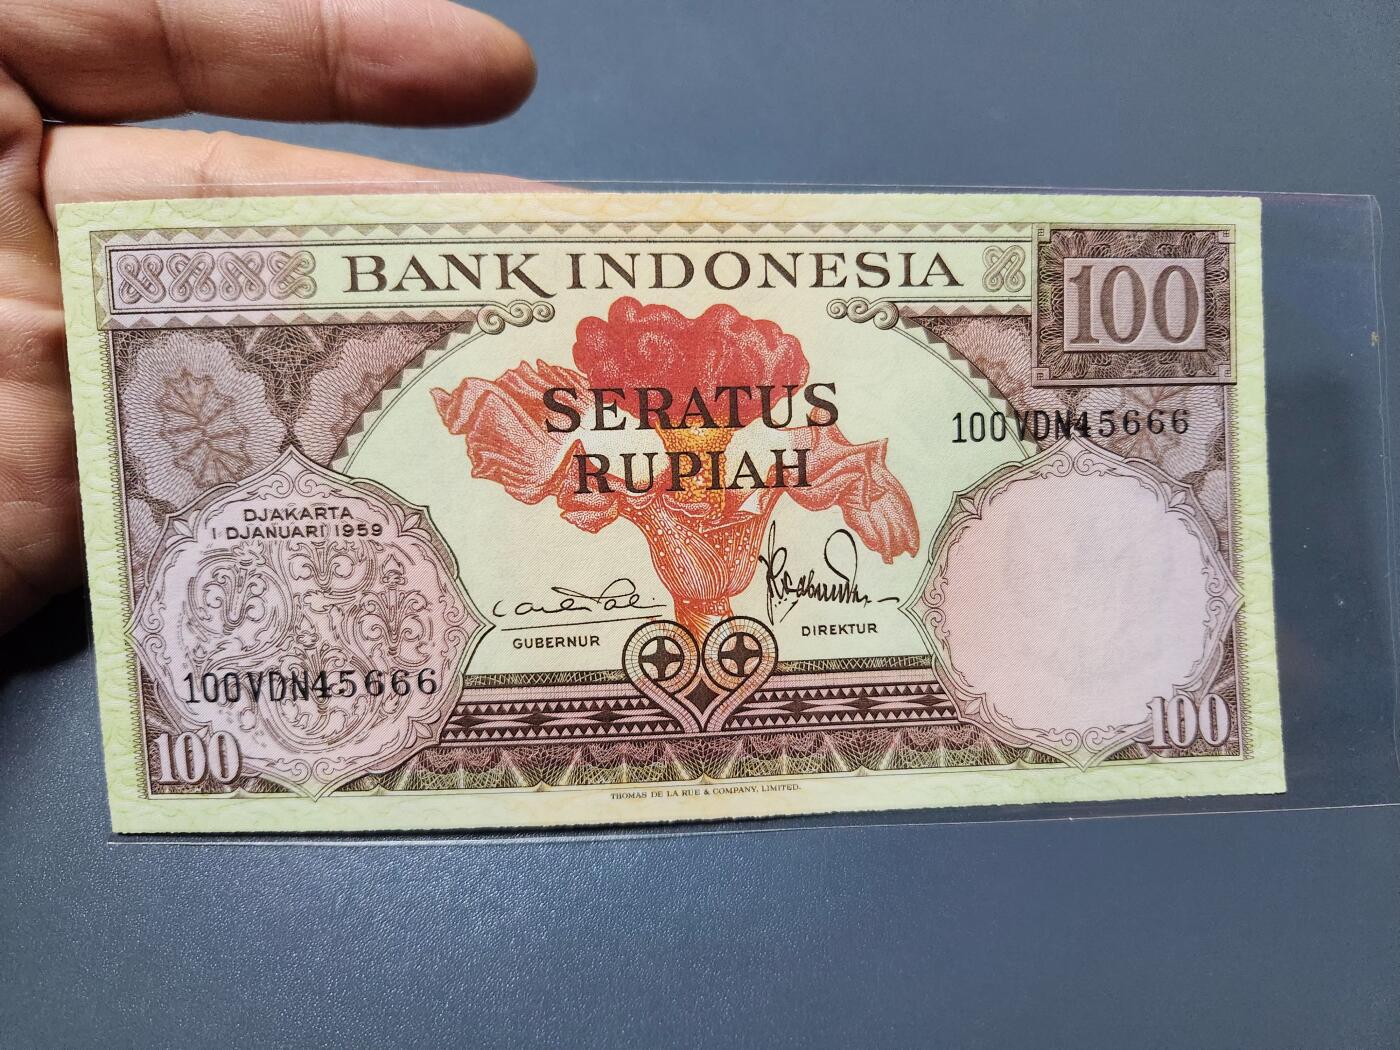 BANK INDONESIA
100
SERATUS
RUPIAH
100VDN45666
DJAKARTA
1 DJANUARI 1959
GUBERNUR
DIREKTUR
100VDN45666
100
100
THOMAS DE LA RUE & COMPANY, LIMITED.